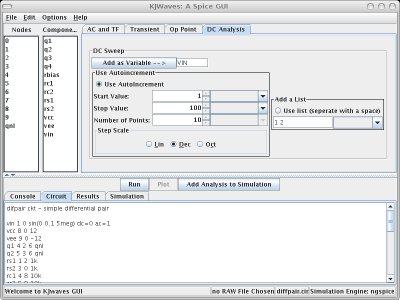 KJWaves: A Spice GUI
File Edit Options Help
Nodes Compone...
0
1
2
3
4
5
6
7
8
9
qnl
q1
q2
q3
q4
rbias
rc1
rc2
rs1
rs2
vcc
vee
vin
AC and TF Transient Op Point DC Analysis
DC Sweep
Add as Variable -->
VIN
Use Autoincrement
Use Autoincrement
Start Value: 1
Stop Value: 100
Number of Points: 10
Step Scale
Lin Dec Oct
Add a List
Use list (seperate with a space)
1 2
Run Plot Add Analysis to Simulation
Console Circuit Results Simulation
difpair ckt - simple differential pair
vin 1 0 sin(0 0.1 5meg) dc=0 ac=1
vcc 8 0 12
vee 9 0 -12
q1 4 2 6 qnl
q2 5 3 6 qnl
rs1 1 2 1k
rs2 3 0 1k
rc1 4 8 10k
Welcome to KJWaves GUI
no RAW File Chosen
diffpair.cir
Simulation Engine: ngspice